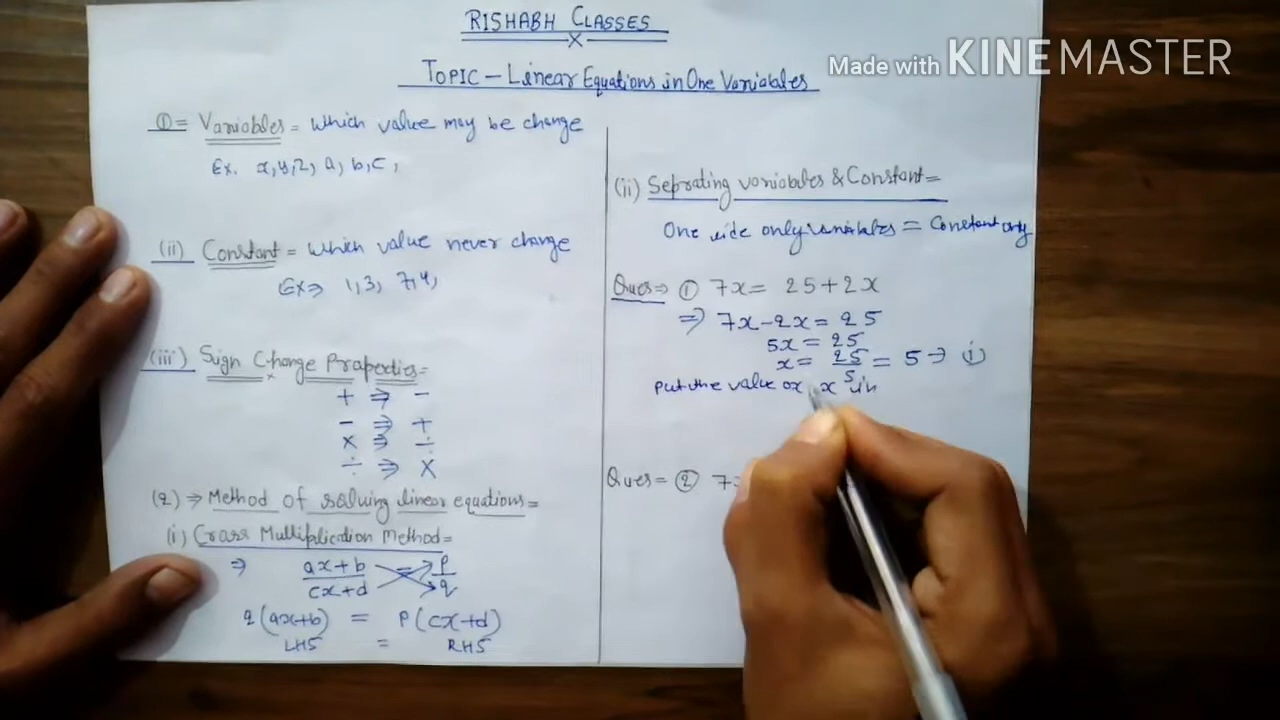 RISHABH CLASSES
Made with KINEMASTER
TOPIC - Linear Equations in One Variables
①= Variables = which value may be change
Ex. x, y, z, a, b, c,
(ii) Constant = which value never change
Ex⇒ 1, 3, 7, 4,
(iii) Sign Change Praperties=
+ ⇒ -
- ⇒ +
× ⇒ ÷
÷ ⇒ ×
(2) ⇒ Method of solving linear equations =
(i) Crass Multiplication Method=
⇒ ax+b/cx+d = p/q
q(ax+b) = p(cx+d)
LHS = RHS
(ii) Seprating variables & Constant =
One side only variables = Constant only
Ques ⇒ ① 7x = 25+2x
⇒ 7x-2x = 25
5x = 25
x = 25/5 = 5 → (i)
Put the value ox x in
Ques = ②